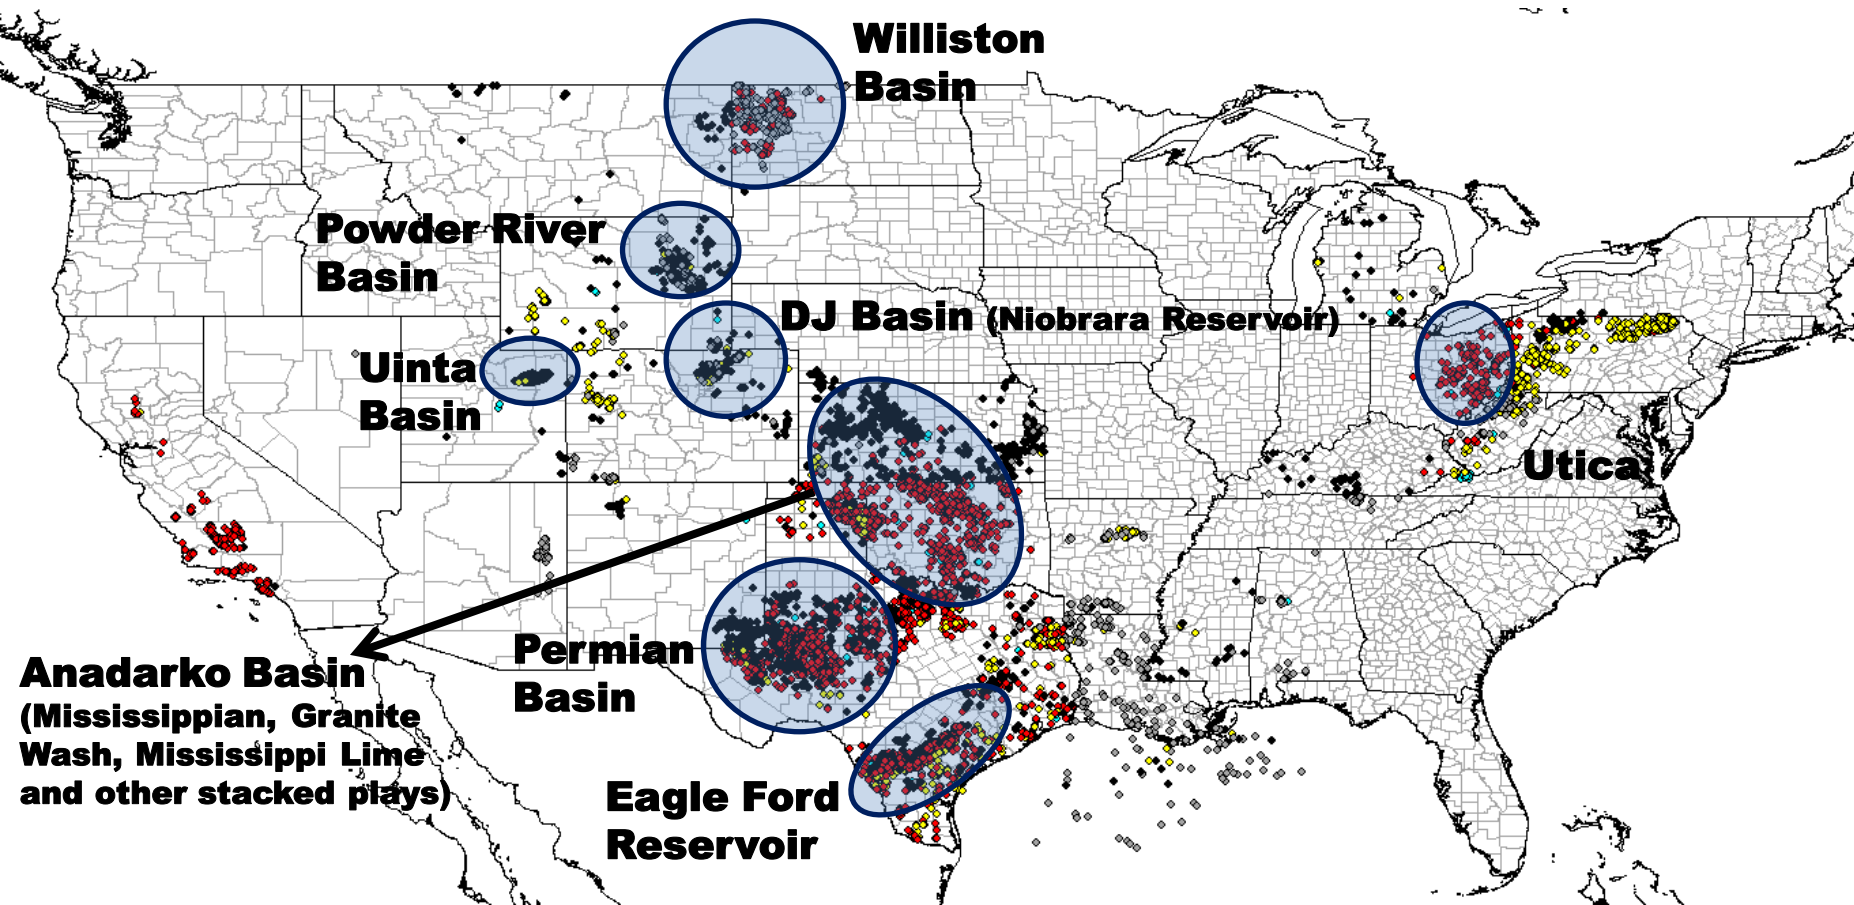 Williston
Basin
Powder River
Basin
DJ Basin (Niobrara Reservoir)
Uinta
Basin
Utica
Permian
Basin
Anadarko Basin
(Mississippian, Granite
Wash, Mississippi Lime
and other stacked plays)
Eagle Ford
Reservoir